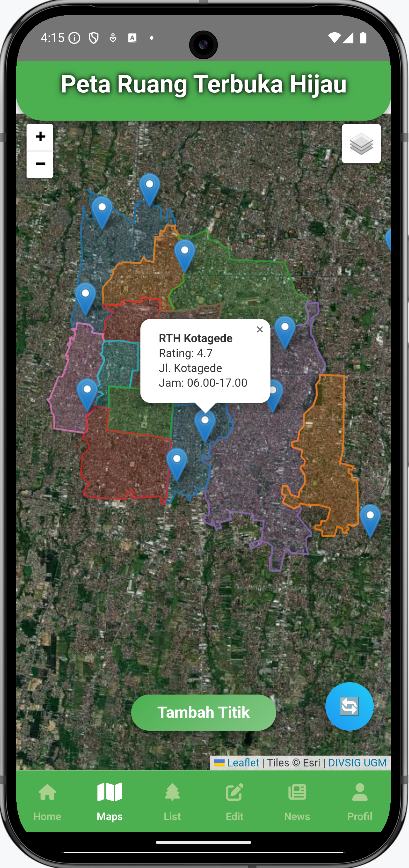 4:15
Peta Ruang Terbuka Hijau
+
−
RTH Kotagede
×
Rating: 4.7
Jl. Kotagede
Jam: 06.00-17.00
Tambah Titik
Leaflet | Tiles © Esri | DIVSIG UGM
Home
Maps
List
Edit
News
Profil